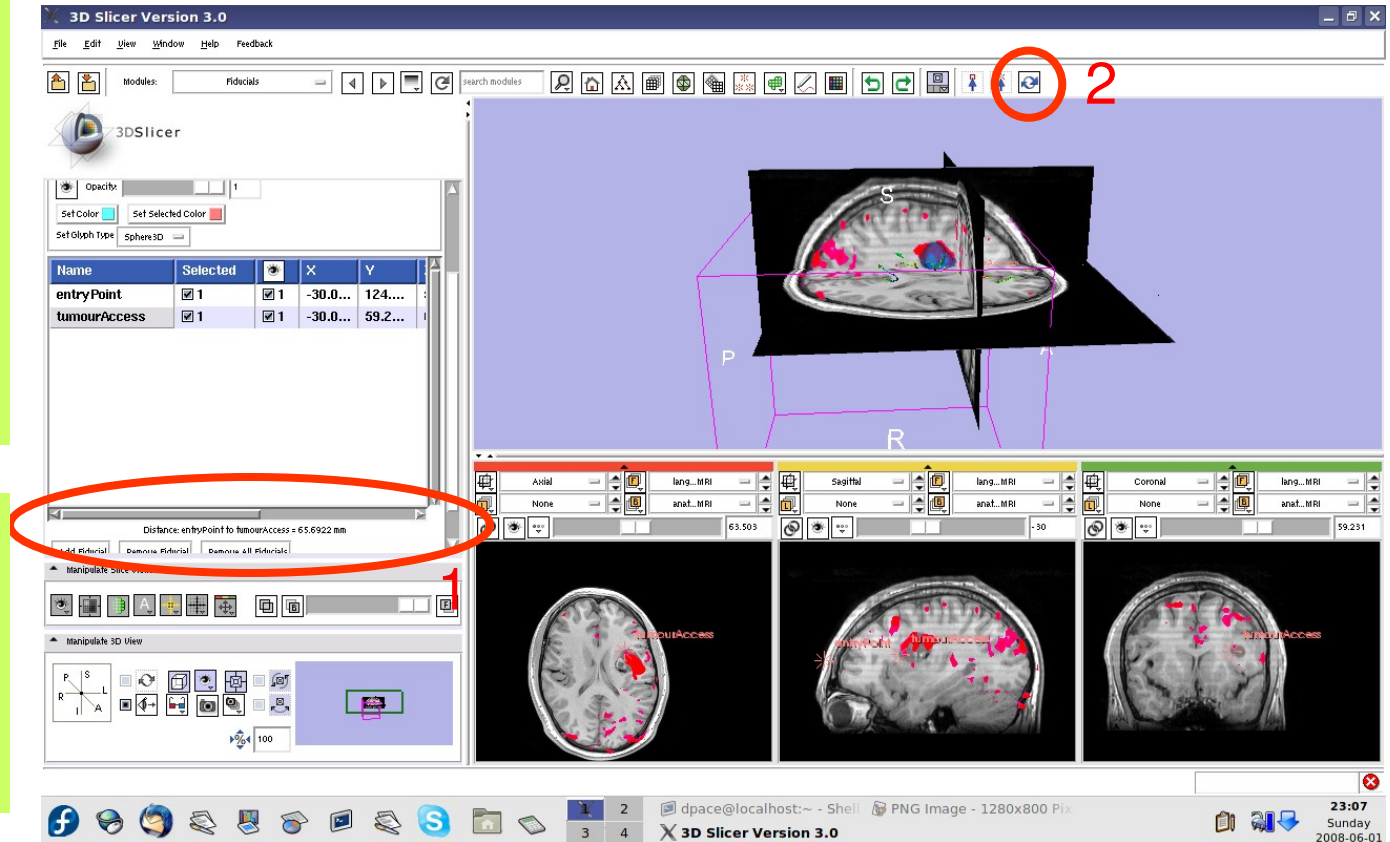 3D Slicer Version 3.0
File Edit View Window Help Feedback
Modules: Fiducials search modules
2
3DSlicer
Opacity: 1
Set Color Set Selected Color
Set Glyph Type Sphere3D
Name Selected X Y
entryPoint 1 1 -30.0... 124....
tumourAccess 1 1 -30.0... 59.2...
S
P
A
R
Distance: entryPoint to tumourAccess = 65.6922 mm
Add Fiducial Remove Fiducial Remove All Fiducials
1
Manipulate Slice Views
Axial lang...MRI
None anat...MRI
63.503
Sagittal lang...MRI
None anat...MRI
-30
Coronal lang...MRI
None anat...MRI
59.231
tumourAccess
entryPoint tumourAccess
tumourAccess
Manipulate 3D View
P S
R L
I A
100
1 2
3 4
dpace@localhost:~ - Shell
PNG Image - 1280x800 Pix
3D Slicer Version 3.0
23:07
Sunday
2008-06-01